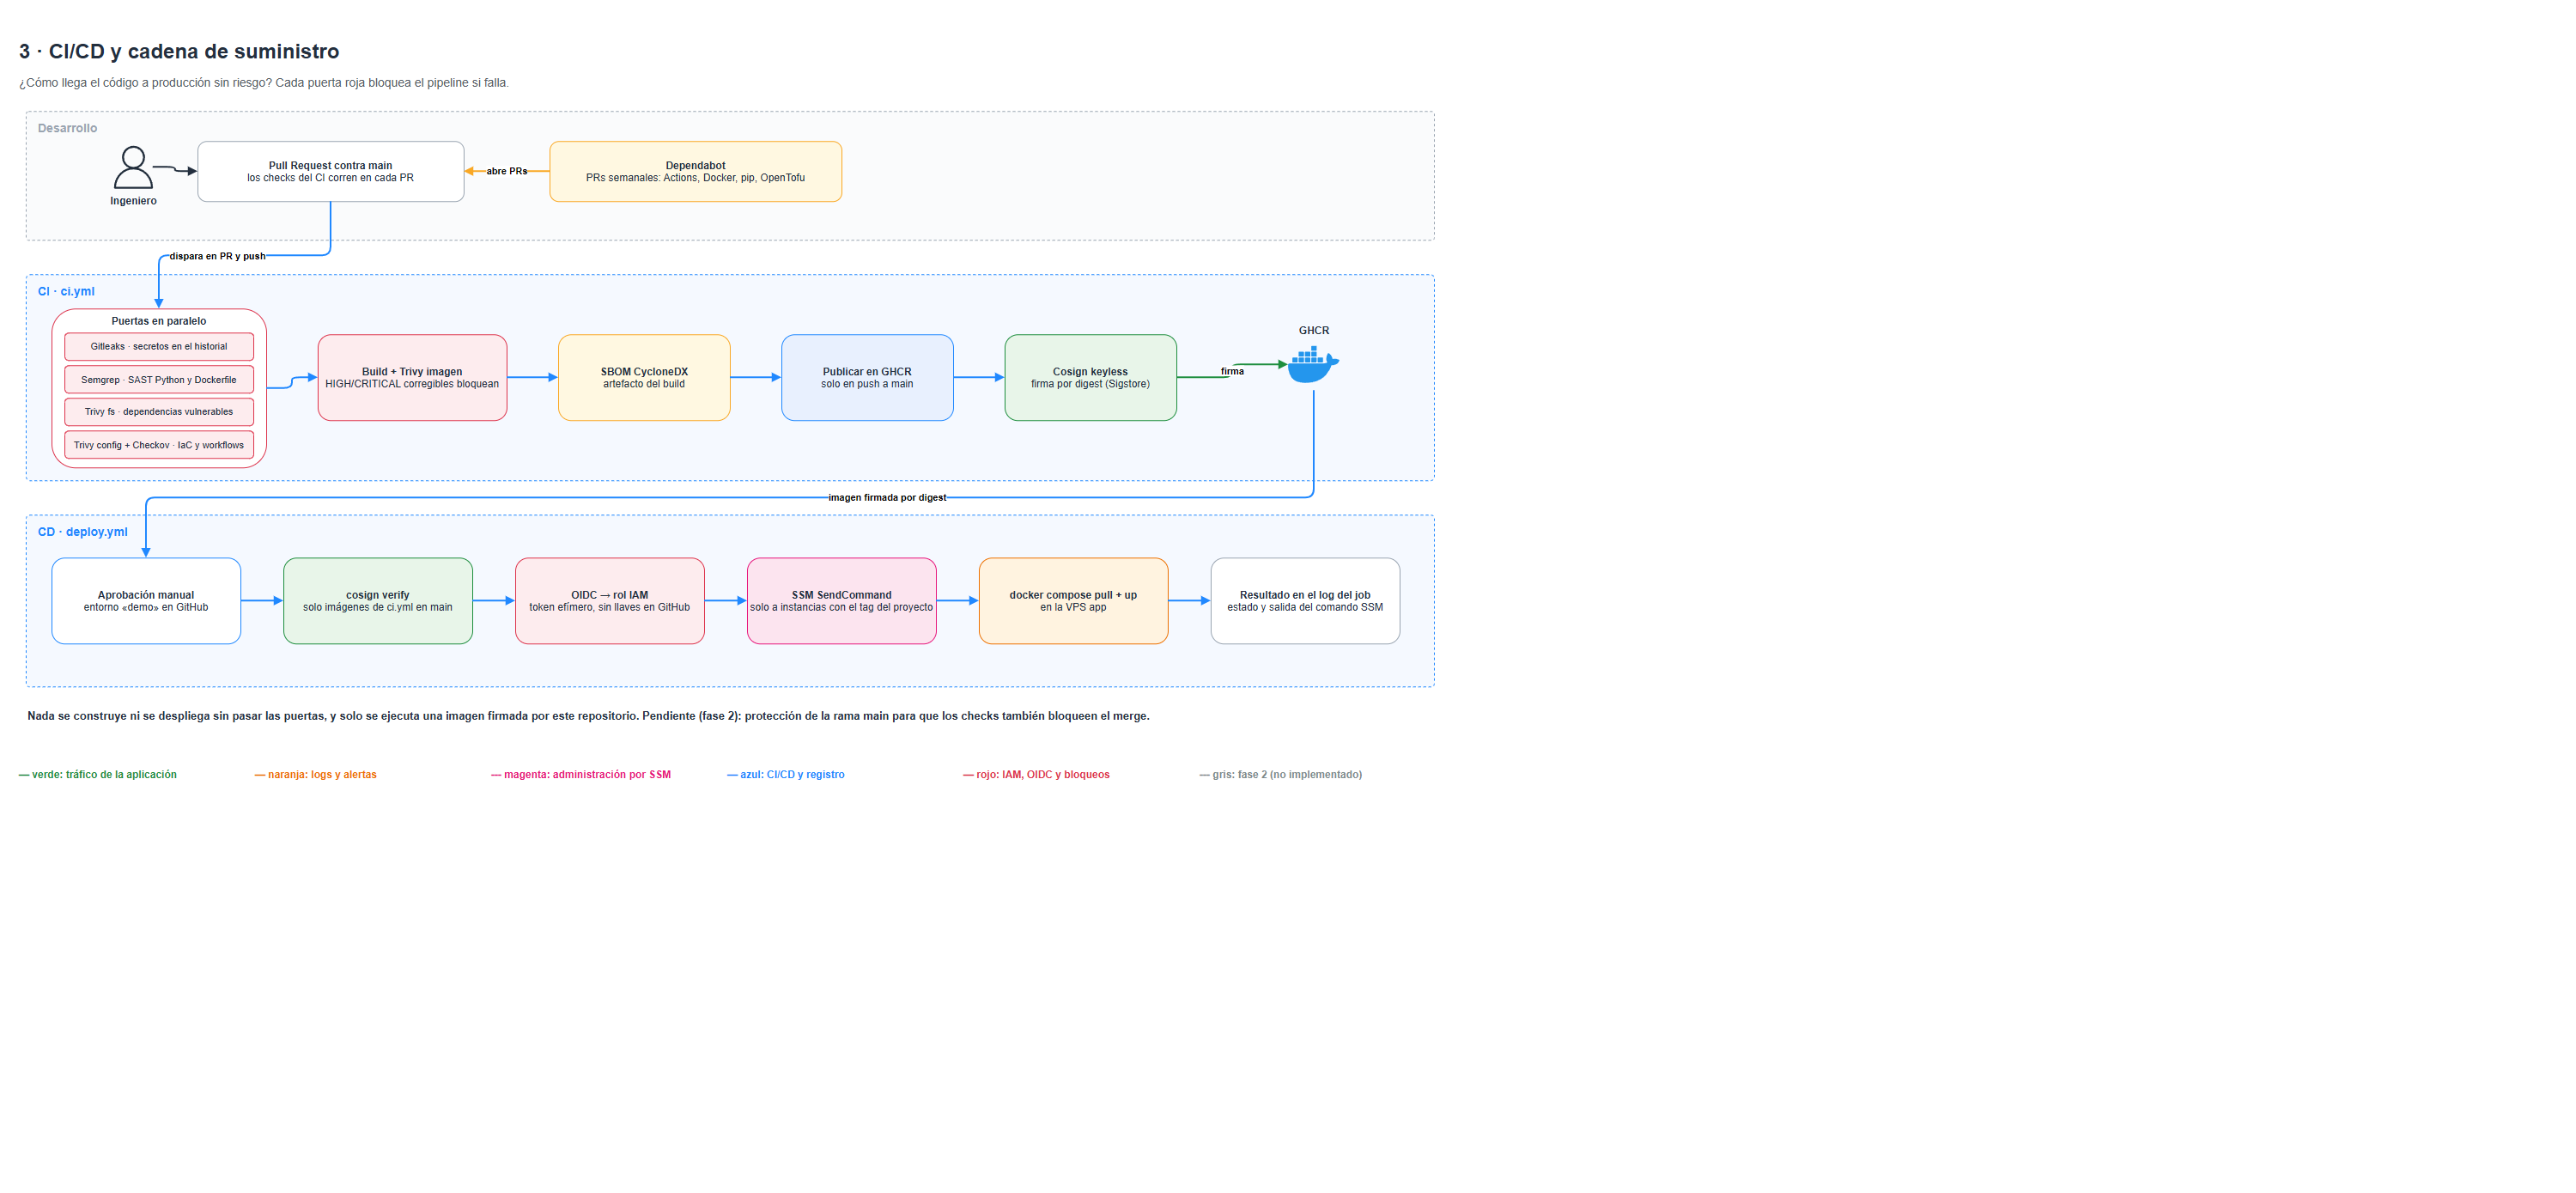 3 · CI/CD y cadena de suministro
¿Cómo llega el código a producción sin riesgo? Cada puerta roja bloquea el pipeline si falla.
Desarrollo
Ingeniero
Pull Request contra main
los checks del CI corren en cada PR
abre PRs
Dependabot
PRs semanales: Actions, Docker, pip, OpenTofu
dispara en PR y push
CI · ci.yml
Puertas en paralelo
Gitleaks · secretos en el historial
Semgrep · SAST Python y Dockerfile
Trivy fs · dependencias vulnerables
Trivy config + Checkov · IaC y workflows
Build + Trivy imagen
HIGH/CRITICAL corregibles bloquean
SBOM CycloneDX
artefacto del build
Publicar en GHCR
solo en push a main
Cosign keyless
firma por digest (Sigstore)
firma
GHCR
imagen firmada por digest
CD · deploy.yml
Aprobación manual
entorno «demo» en GitHub
cosign verify
solo imágenes de ci.yml en main
OIDC → rol IAM
token efímero, sin llaves en GitHub
SSM SendCommand
solo a instancias con el tag del proyecto
docker compose pull + up
en la VPS app
Resultado en el log del job
estado y salida del comando SSM
Nada se construye ni se despliega sin pasar las puertas, y solo se ejecuta una imagen firmada por este repositorio. Pendiente (fase 2): protección de la rama main para que los checks también bloqueen el merge.
— verde: tráfico de la aplicación
— naranja: logs y alertas
— magenta: administración por SSM
— azul: CI/CD y registro
— rojo: IAM, OIDC y bloqueos
— gris: fase 2 (no implementado)